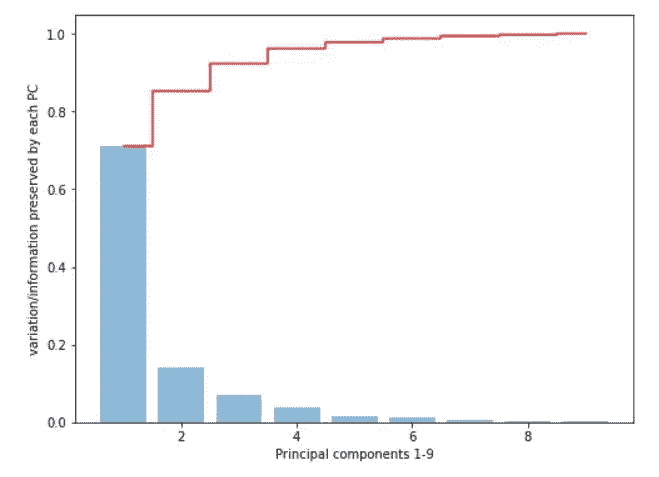 variation/information preserved by each PC
1.0
0.8
0.6
0.4
0.2
0.0
2 4 6 8
Principal components 1-9